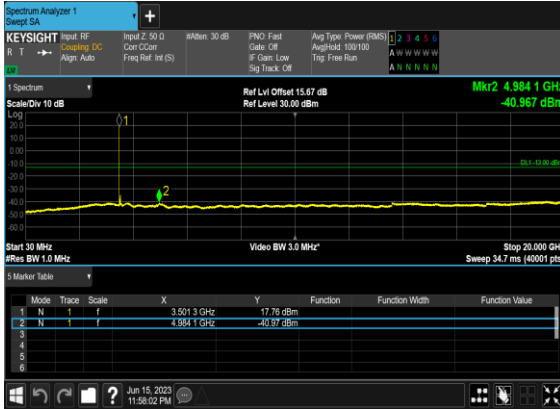 Spectrum Analyzer 1
Swept SA
+
KEYSIGHT
R T
LXI
Input: RF
Coupling: DC
Align: Auto
Input Z: 50 Ω
Corr CCorr
Freq Ref: Int (S)
#Atten: 30 dB
PNO: Fast
Gate: Off
IF Gain: Low
Sig Track: Off
Avg Type: Power (RMS)
Avg|Hold: 100/100
Trig: Free Run
1 2 3 4 5 6
A W W W W W
A N N N N N
1 Spectrum
Scale/Div 10 dB
Log
Ref Lvl Offset 15.67 dB
Ref Level 30.00 dBm
Mkr2 4.984 1 GHz
-40.967 dBm
20.0
10.0
0.00
-10.0
-20.0
-30.0
-40.0
-50.0
-60.0
1
2
DL1 -13.00 dBm
Start 30 MHz
#Res BW 1.0 MHz
Video BW 3.0 MHz*
Stop 20.000 GH
Sweep 34.7 ms (40001 pts
5 Marker Table
Mode Trace Scale X Y Function Function Width Function Value
1 N 1 f 3.501 3 GHz 17.76 dBm
2 N 1 f 4.984 1 GHz -40.97 dBm
3
4
5
6
?
Jun 15, 2023
11:58:02 PM